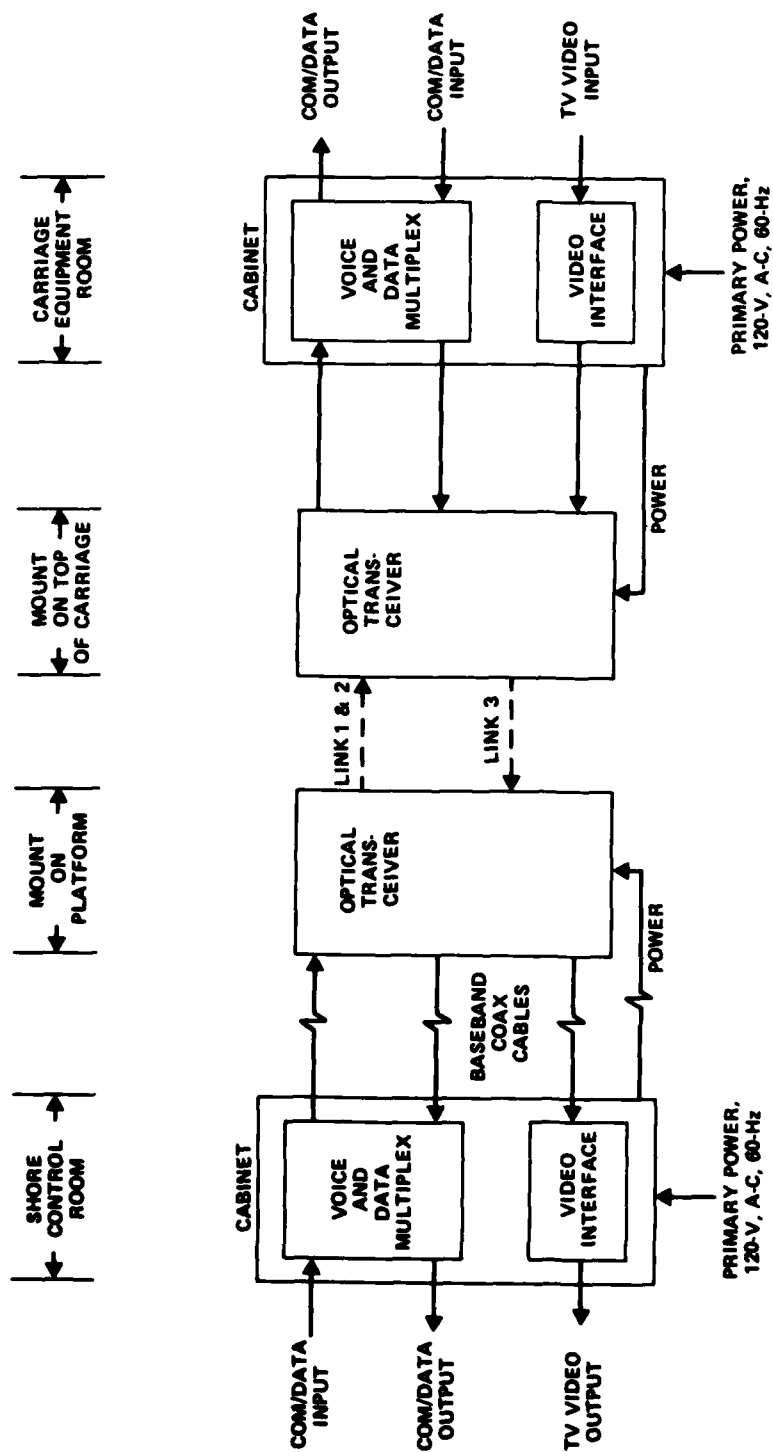 SHORE
CONTROL
ROOM
MOUNT
ON
PLATFORM
MOUNT
ON TOP
OF CARRIAGE
CARRIAGE
EQUIPMENT
ROOM
COM/DATA
INPUT
COM/DATA
OUTPUT
TV VIDEO
OUTPUT
CABINET
VOICE
AND
DATA
MULTIPLEX
VIDEO
INTERFACE
PRIMARY POWER,
120-V, A-C, 60-Hz
BASEBAND
COAX
CABLES
POWER
OPTICAL
TRANS-
CEIVER
LINK 1 & 2
LINK 3
OPTICAL
TRANS-
CEIVER
POWER
CABINET
VOICE
AND
DATA
MULTIPLEX
VIDEO
INTERFACE
PRIMARY POWER,
120-V, A-C, 60-Hz
COM/DATA
OUTPUT
COM/DATA
INPUT
TV VIDEO
INPUT